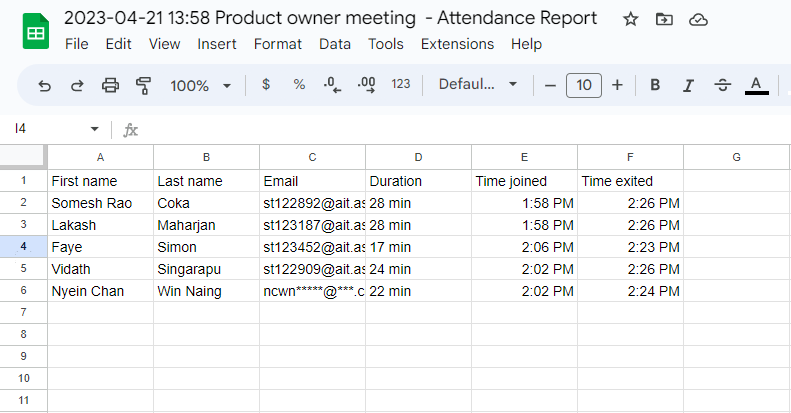 2023-04-21 13:58 Product owner meeting - Attendance Report
File Edit View Insert Format Data Tools Extensions Help
100% $ % .0 .00 123 Defaul... 10 B I S A
I4 fx
A B C D E F G
1 First name Last name Email Duration Time joined Time exited
2 Somesh Rao Coka st122892@ait.as 28 min 1:58 PM 2:26 PM
3 Lakash Maharjan st123187@ait.as 28 min 1:58 PM 2:26 PM
4 Faye Simon st123452@ait.as 17 min 2:06 PM 2:23 PM
5 Vidath Singarapu st122909@ait.as 24 min 2:02 PM 2:26 PM
6 Nyein Chan Win Naing ncwn*****@***.c 22 min 2:02 PM 2:24 PM
7
8
9
10
11